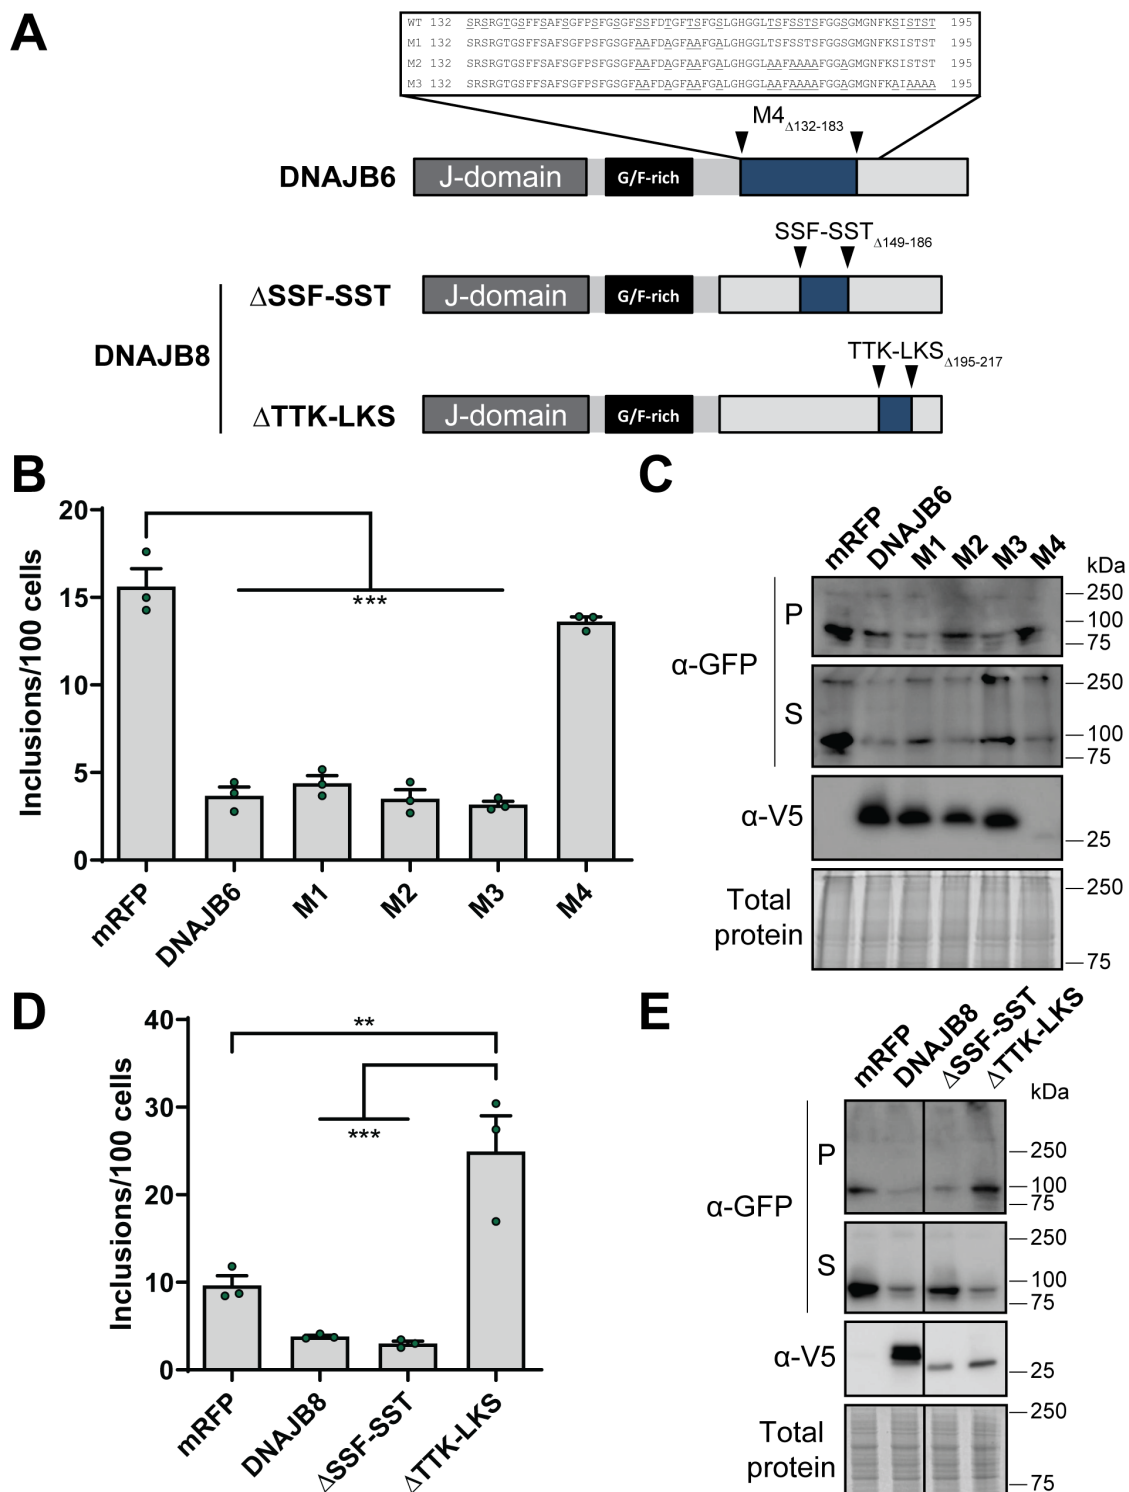 A
WT 132 SRSRGTGSFFSAFSGFPSFGSGFSSFDTGFTSFGSLGHGGLTSFSSTSFGGSGMGNFKSISTST 195
M1 132 SRSRGTGSFFSAFSGFPSFGSGFAAFDAGFAAFGALGHGGLTSFSSTSFGGSGMGNFKSISTST 195
M2 132 SRSRGTGSFFSAFSGFPSFGSGFAAFDAGFAAFGALGHGGLAAFAAAAFGGAGMGNFKSISTST 195
M3 132 SRSRGTGSFFSAFSGFPSFGSGFAAFDAGFAAFGALGHGGLAAFAAAAFGGAGMGNFKAIAAAA 195
M4Δ132-183
DNAJB6 J-domain G/F-rich
SSF-SSTΔ149-186
ΔSSF-SST J-domain G/F-rich
DNAJB8
TTK-LKSΔ195-217
ΔTTK-LKS J-domain G/F-rich
B
Inclusions/100 cells
20
15
10
5
0
***
mRFP DNAJB6 M1 M2 M3 M4
C
mRFP DNAJB6 M1 M2 M3 M4
kDa
α-GFP
P
250
100
75
S
250
100
75
α-V5
25
Total
protein
250
75
D
Inclusions/100 cells
40
30
20
10
0
**
***
mRFP DNAJB8 ΔSSF-SST ΔTTK-LKS
E
mRFP DNAJB8 ΔSSF-SST ΔTTK-LKS
kDa
α-GFP
P
250
100
75
S
250
100
75
α-V5
25
Total
protein
250
75